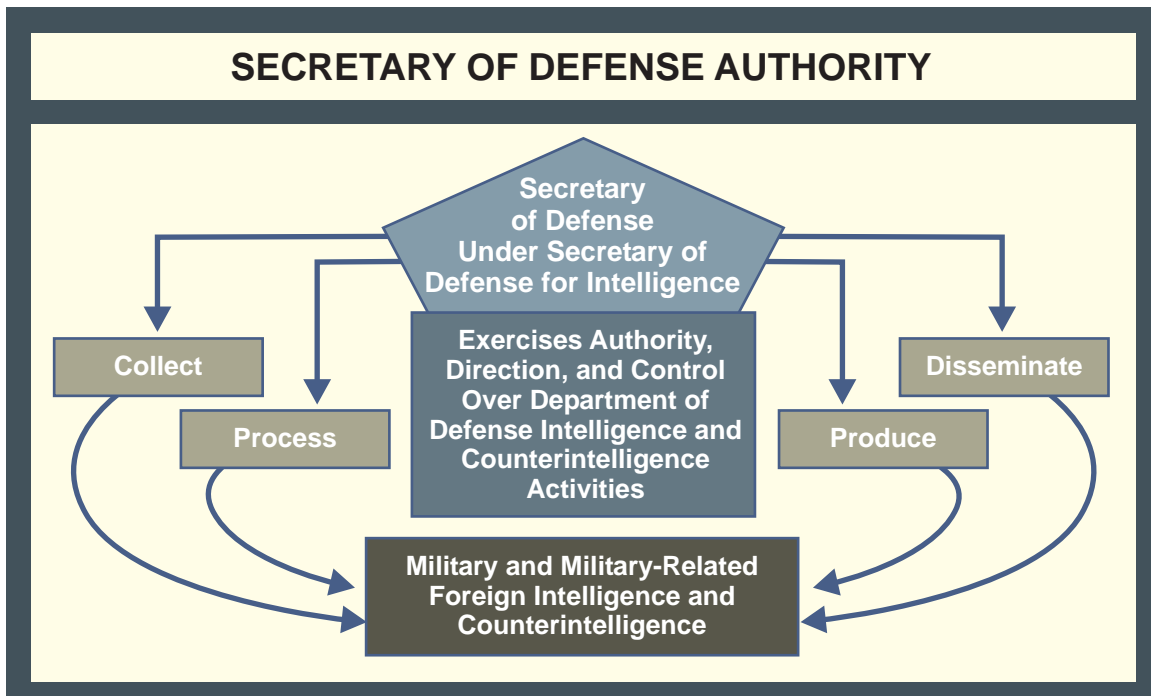 SECRETARY OF DEFENSE AUTHORITY
Secretary
of Defense
Under Secretary of
Defense for Intelligence
Exercises Authority,
Direction, and Control
Over Department of
Defense Intelligence and
Counterintelligence
Activities
Collect
Process
Produce
Disseminate
Military and Military-Related
Foreign Intelligence and
Counterintelligence